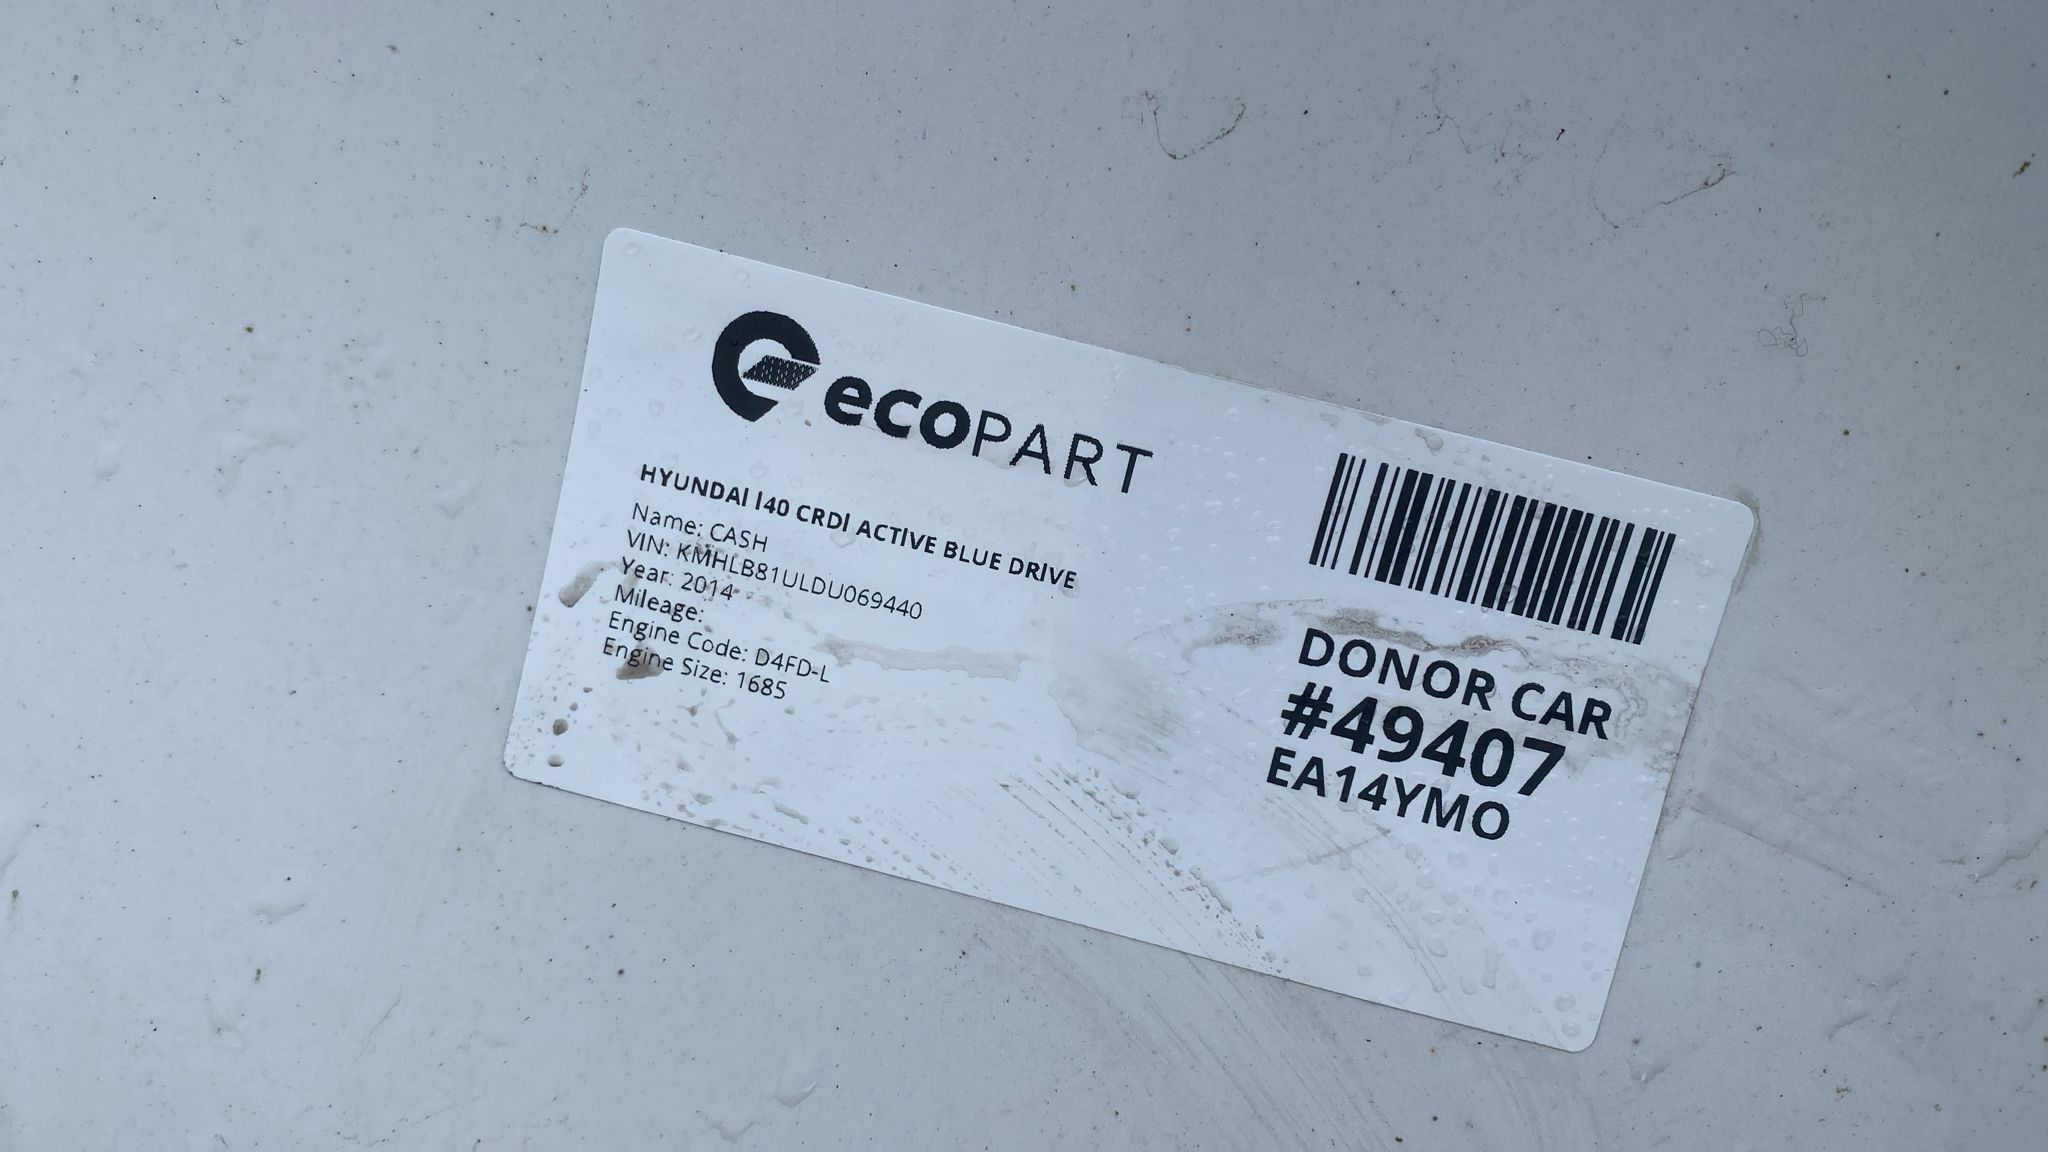 ecoPART
HYUNDAI I40 CRDI ACTIVE BLUE DRIVE
Name: CASH
VIN: KMHLB81ULDU069440
Year: 2014
Mileage:
Engine Code: D4FD-L
Engine Size: 1685
DONOR CAR
#49407
EA14YMO